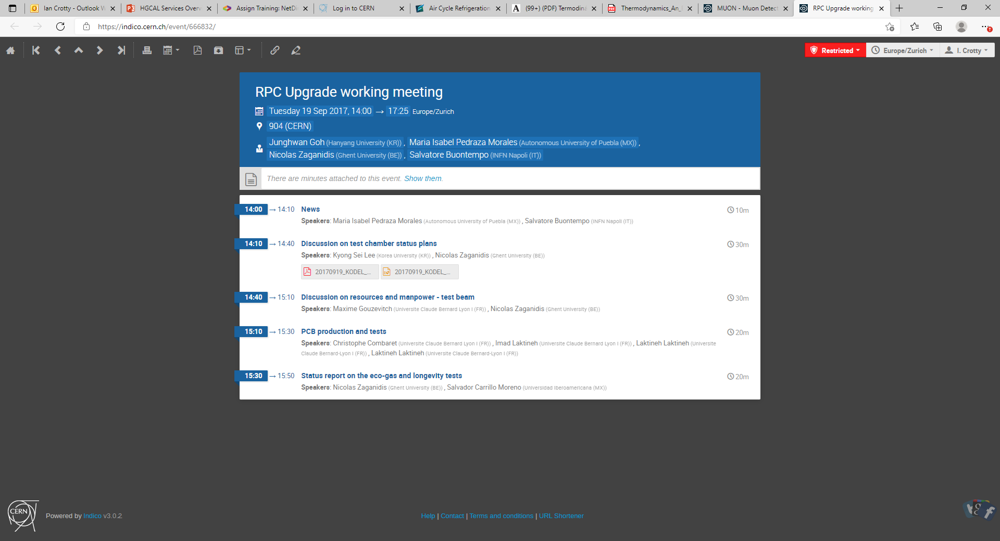 Ian Crotty - Outlook W
HGCAL Services Overv
Assign Training: NetDi
Log in to CERN
Air Cycle Refrigeration
(99+) (PDF) Termodiná
Thermodynamics_An_
MUON - Muon Detect
RPC Upgrade working
https://indico.cern.ch/event/666832/
Restricted
Europe/Zurich
I. Crotty
RPC Upgrade working meeting
Tuesday 19 Sep 2017, 14:00 → 17:25 Europe/Zurich
904 (CERN)
Junghwan Goh (Hanyang University (KR)) , Maria Isabel Pedraza Morales (Autonomous University of Puebla (MX)) ,
Nicolas Zaganidis (Ghent University (BE)) , Salvatore Buontempo (INFN Napoli (IT))
There are minutes attached to this event. Show them.
14:00 → 14:10 News 10m
Speakers: Maria Isabel Pedraza Morales (Autonomous University of Puebla (MX)) , Salvatore Buontempo (INFN Napoli (IT))
14:10 → 14:40 Discussion on test chamber status plans 30m
Speakers: Kyong Sei Lee (Korea University (KR)) , Nicolas Zaganidis (Ghent University (BE))
20170919_KODEL_... 20170919_KODEL_...
14:40 → 15:10 Discussion on resources and manpower - test beam 30m
Speakers: Maxime Gouzevitch (Universite Claude Bernard Lyon I (FR)) , Nicolas Zaganidis (Ghent University (BE))
15:10 → 15:30 PCB production and tests 20m
Speakers: Christophe Combaret (Universite Claude Bernard Lyon I (FR)) , Imad Laktineh (Universite Claude Bernard Lyon I (FR)) , Laktineh Laktineh (Universite
Claude Bernard-Lyon I (FR)) , Laktineh Laktineh (Universite Claude Bernard-Lyon I (FR))
15:30 → 15:50 Status report on the eco-gas and longevity tests 20m
Speakers: Nicolas Zaganidis (Ghent University (BE)) , Salvador Carrillo Moreno (Universidad Iberoamericana (MX))
CERN
Powered by Indico v3.0.2
Help | Contact | Terms and conditions | URL Shortener